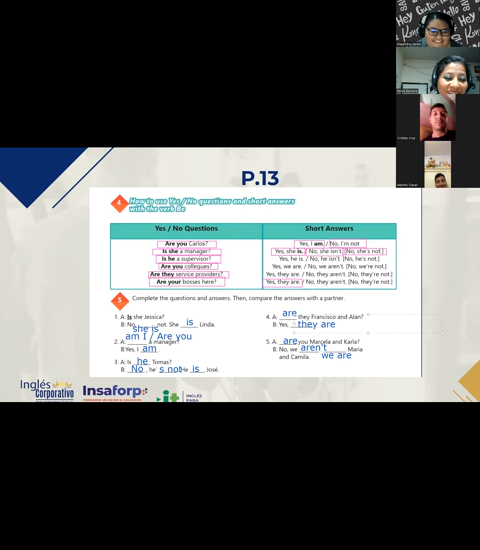 Hey
Guten
Hey
P.13
4 How to use Yes / No questions and short answers
with the verb Be
Yes / No Questions Short Answers
Are you Carlos? Yes, I am. / No, I'm not
Is she a manager? Yes, she is. / No, she isn't. [No, she's not.]
Is he a supervisor? Yes, he is. / No, he isn't. [No, he's not.]
Are you collegues? Yes, we are. / No, we aren't. [No, we're not.]
Are they service providers? Yes, they are. / No, they aren't. [No, they're not.]
Are your bosses here? Yes, they are. / No, they aren't. [No, they're not.]
5 Complete the questions and answers. Then, compare the answers with a partner.
1. A: Is she Jessica?
B: No, she is not. She is Linda.
am I / Are you
2. A: a manager?
B:Yes, I am
3. A: Is he Tomas?
B: No, he' s not He is José.
4. A: are they Francisco and Alan?
B: Yes, they are
5. A: are you Marcela and Karla?
B: No, we aren't Maria
and Camila. we are
Inglés
Corporativo
Insaforp
it
INGLÉS
PARA